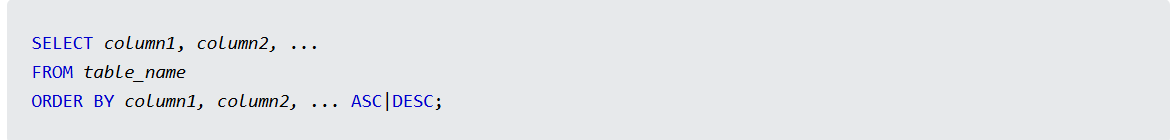 SELECT column1, column2, ...
FROM table_name
ORDER BY column1, column2, ... ASC|DESC;